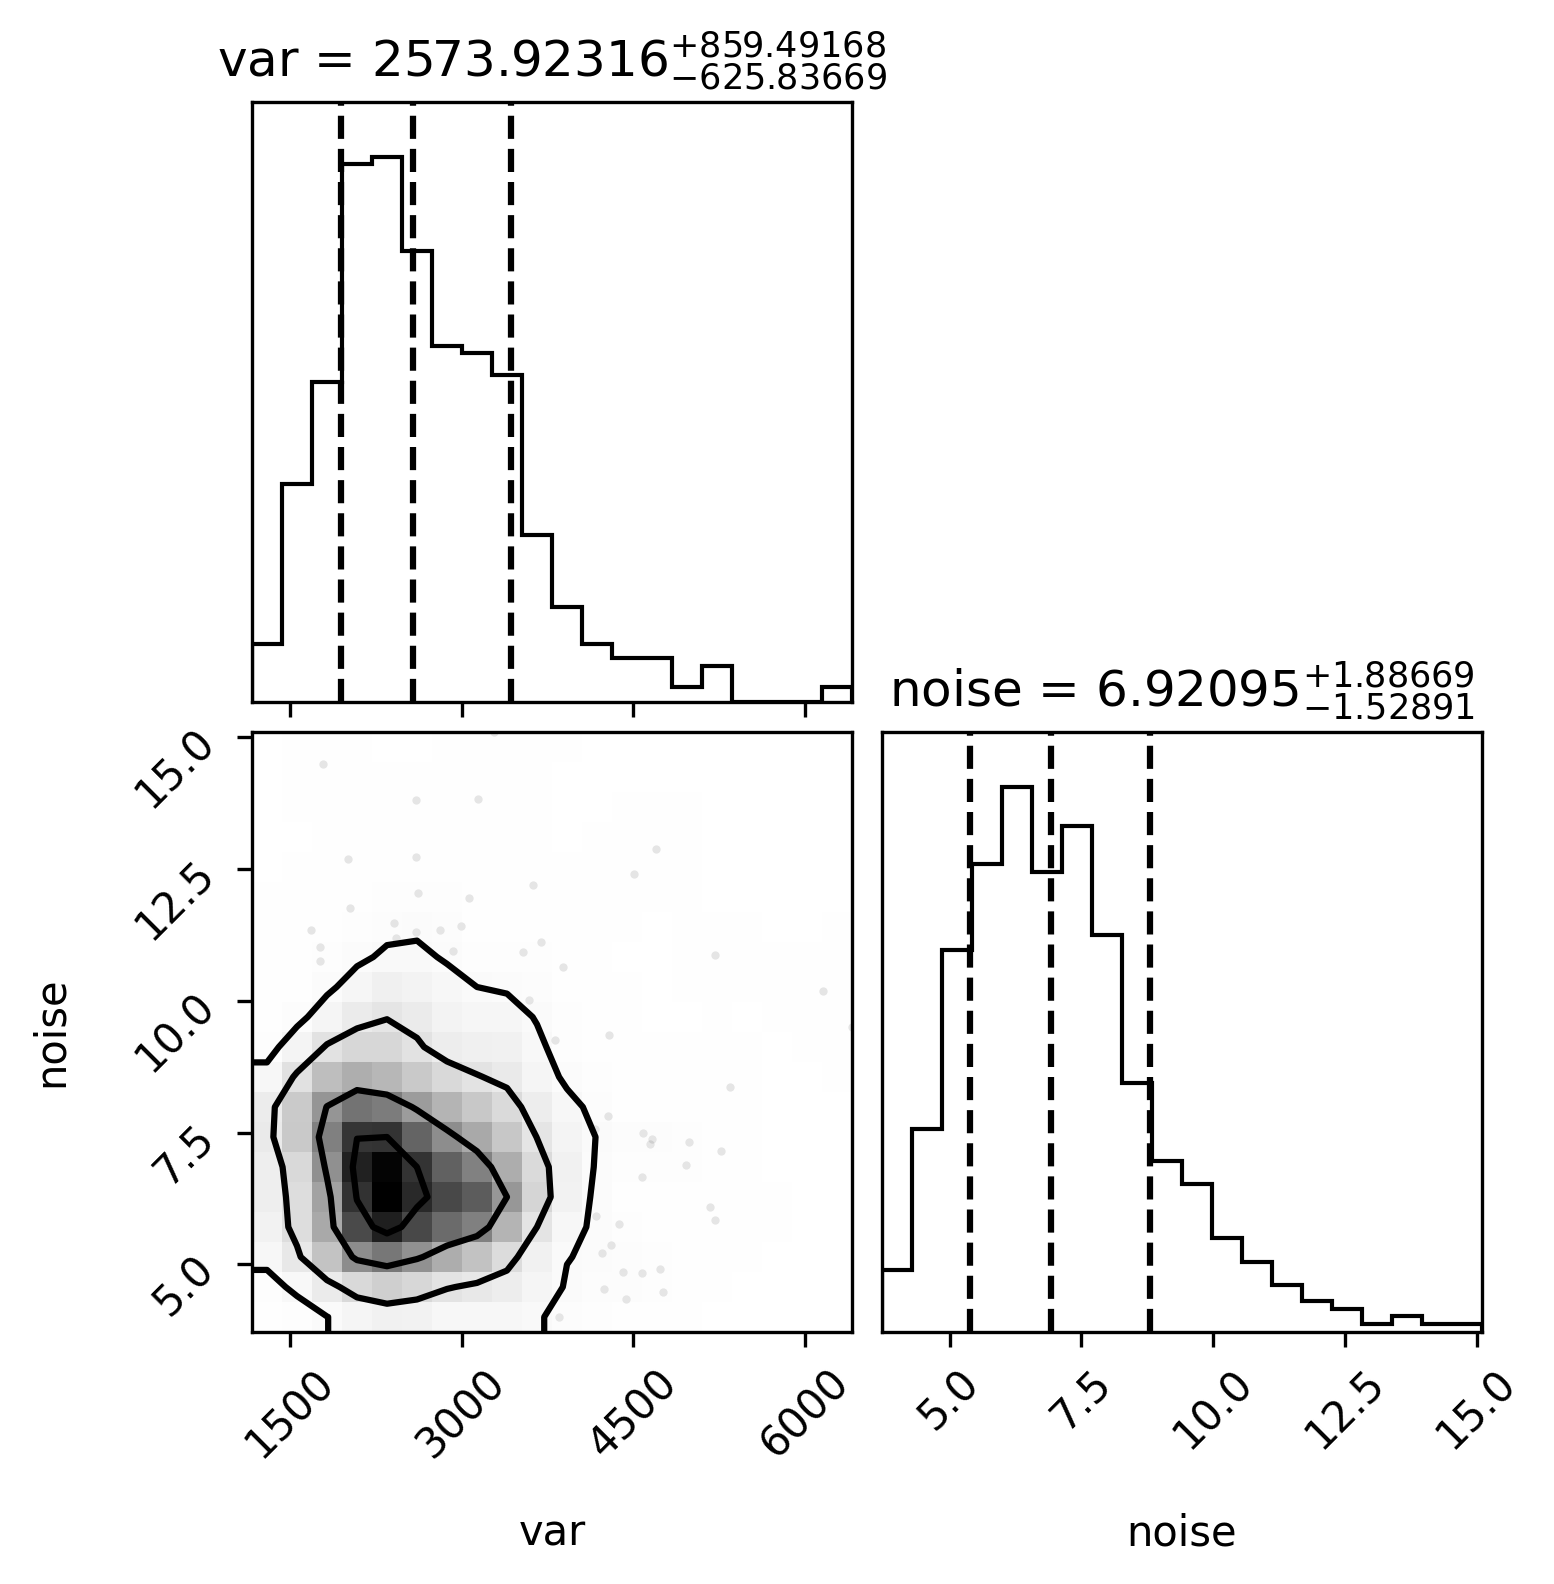 var = 2573.92316+859.49168−625.83669
noise = 6.92095+1.88669−1.52891
15.0
12.5
10.0
7.5
5.0
noise
1500 3000 4500 6000
5.0 7.5 10.0 12.5 15.0
var
noise